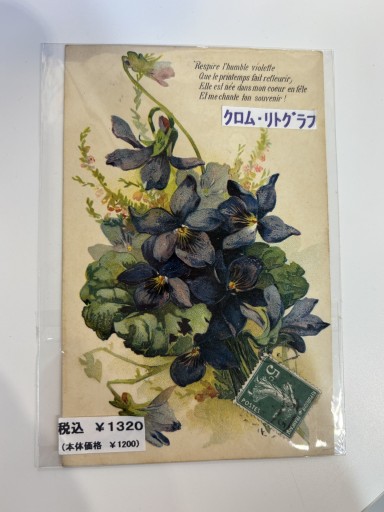 "Respire l'humble violette
Que le printemps fait refleurir,
Elle est née dans mon coeur en fête
Et me chante ton souvenir !
クロム・リトグラフ
5
POSTES
税込 ¥1320
(本体価格 ¥1200)